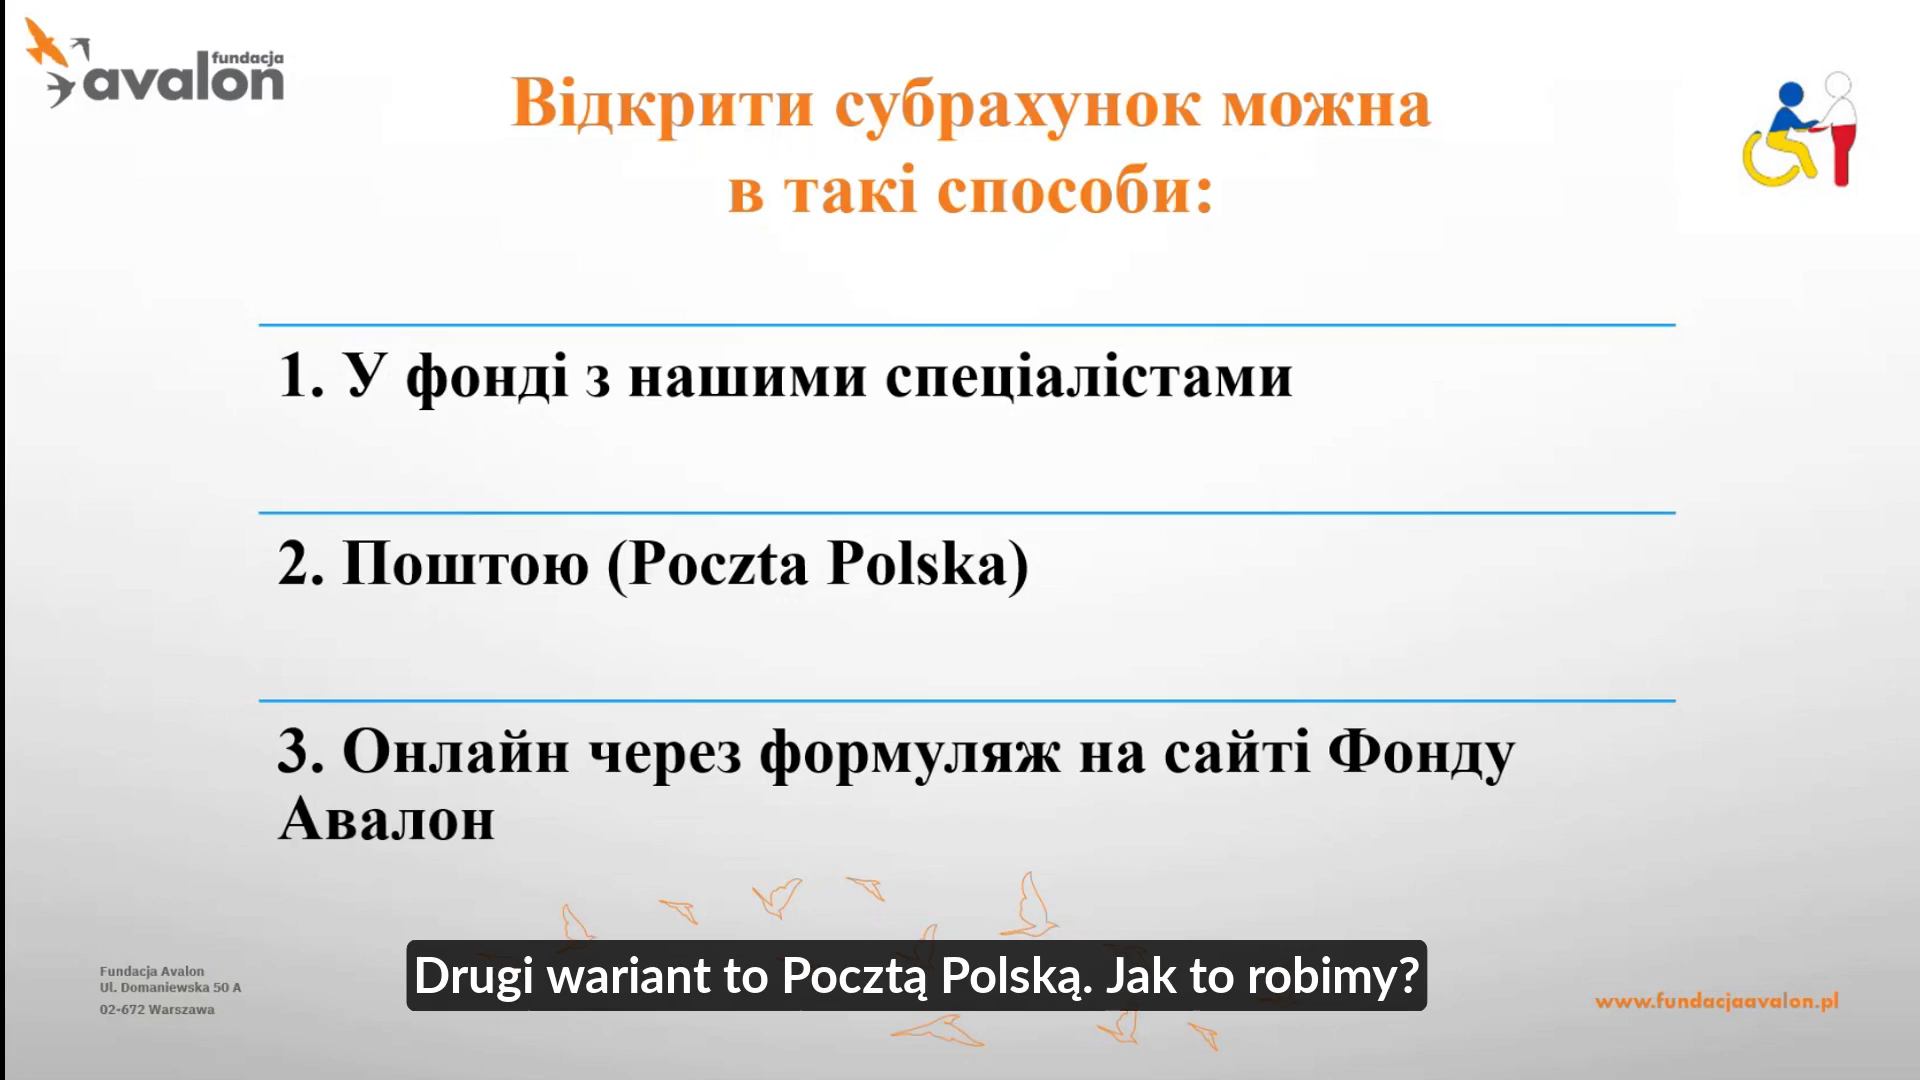 fundacja
avalon
Відкрити субрахунок можна
в такі способи:
1. У фонді з нашими спеціалістами
2. Поштою (Poczta Polska)
3. Онлайн через формуляж на сайті Фонду
Авалон
Fundacja Avalon
Ul. Domaniewska 50 A
02-672 Warszawa
Drugi wariant to Pocztą Polską. Jak to robimy?
www.fundacjaavalon.pl